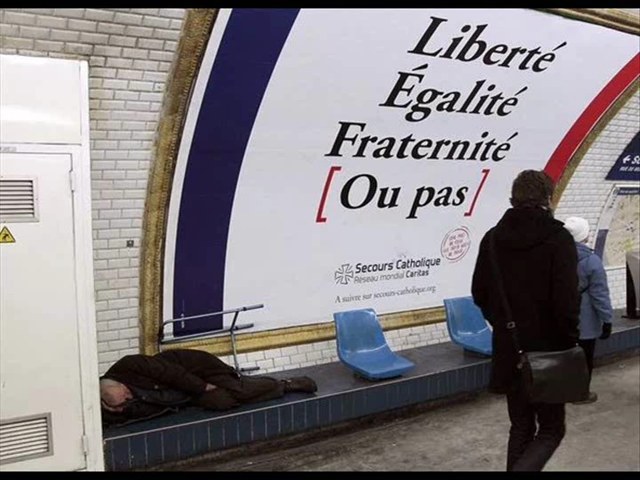 Liberté
Égalité
Fraternité
[Ou pas]
Secours Catholique
Réseau mondial Caritas
À suivre sur secours-catholique.org